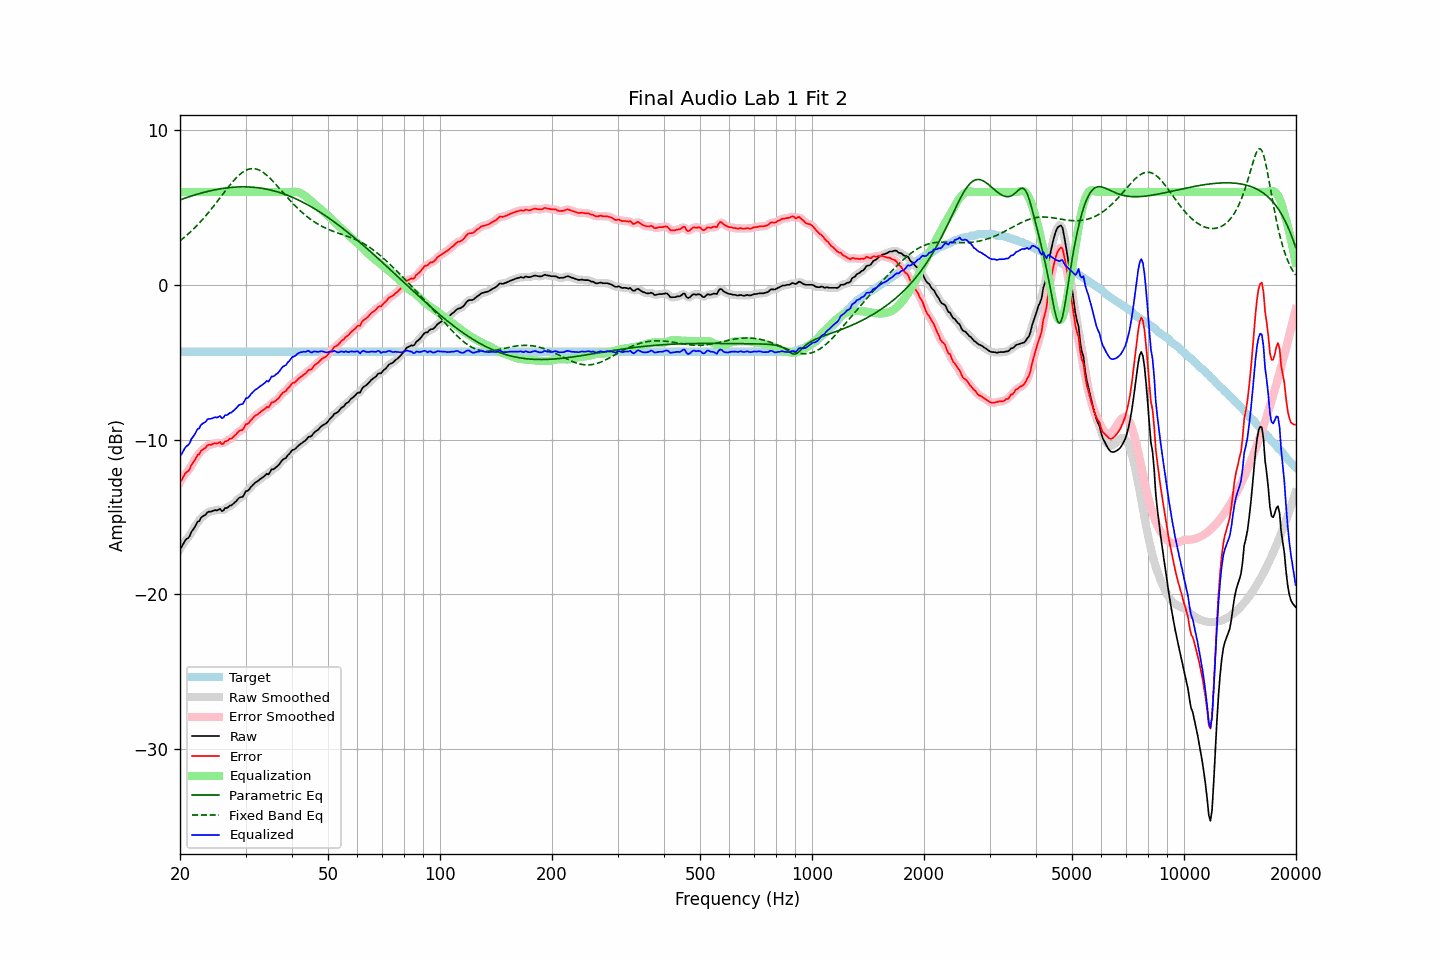 Final Audio Lab 1 Fit 2
Amplitude (dBr)
10
0
−10
−20
−30
Target
Raw Smoothed
Error Smoothed
Raw
Error
Equalization
Parametric Eq
Fixed Band Eq
Equalized
20 50 100 200 500 1000 2000 5000 10000 20000
Frequency (Hz)